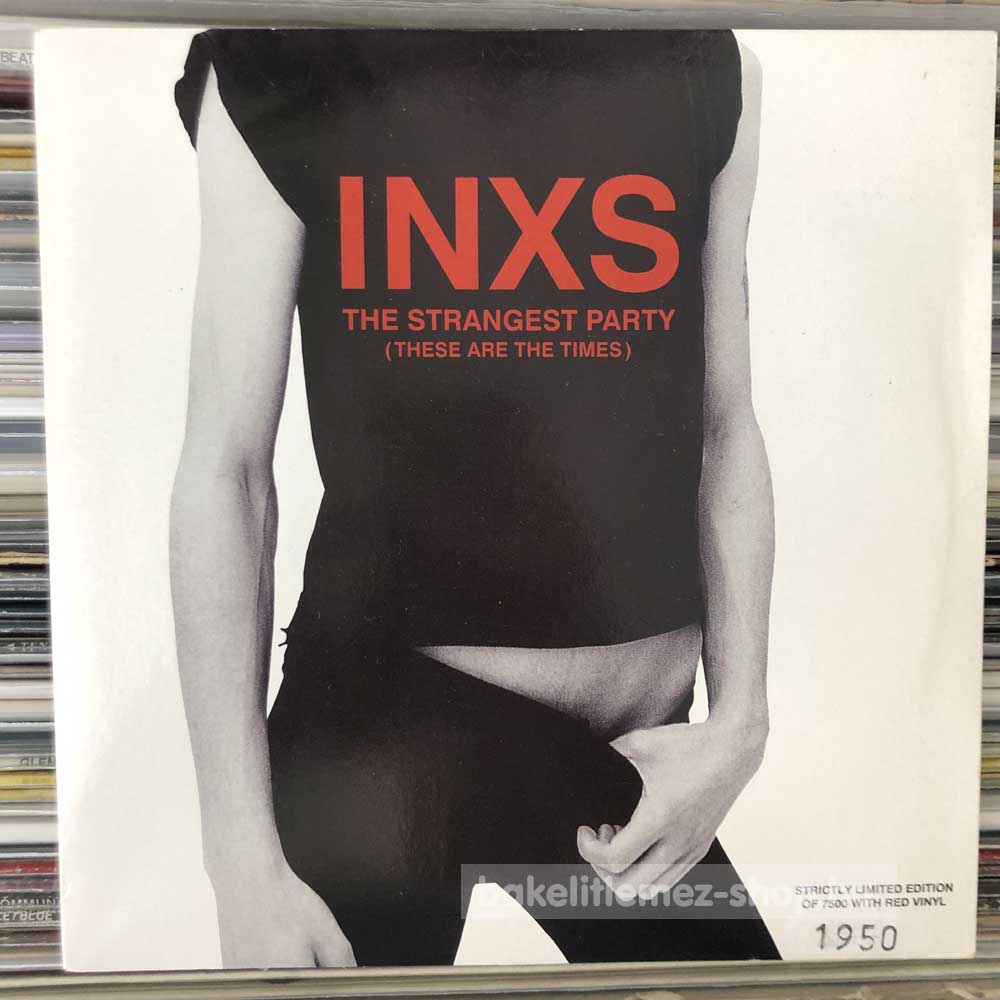 BEAT
INXS
THE STRANGEST PARTY
(THESE ARE THE TIMES)
STRICTLY LIMITED EDITION
OF 7500 WITH RED VINYL
1950
bakelitlemez-shop